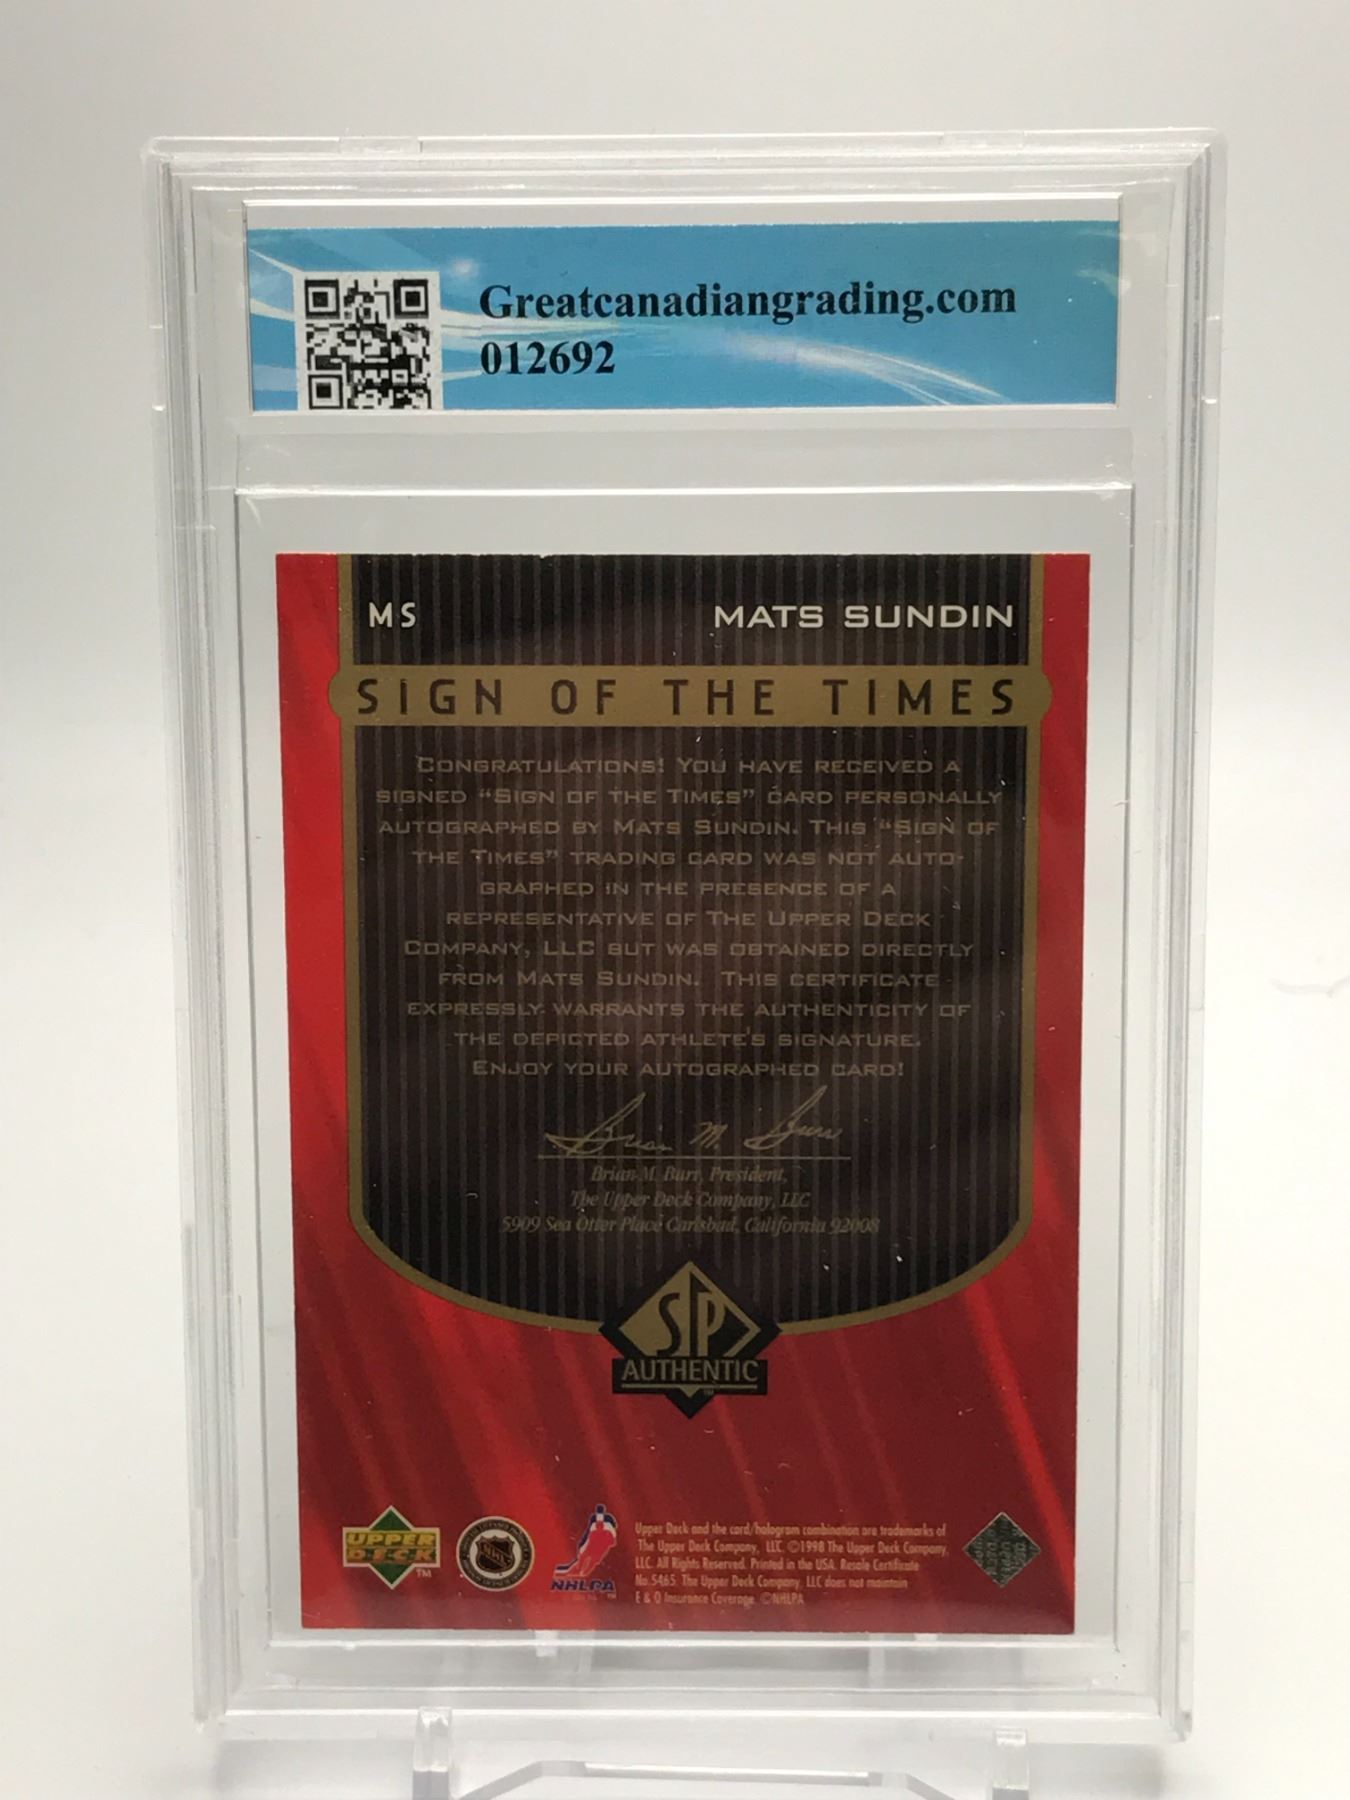 Greatcanadiangrading.com
012692
MS
MATS SUNDIN
SIGN OF THE TIMES
CONGRATULATIONS! YOU HAVE RECEIVED A
SIGNED "SIGN OF THE TIMES" CARD PERSONALLY
AUTOGRAPHED BY MATS SUNDIN. THIS "SIGN OF
THE TIMES" TRADING CARD WAS NOT AUTO-
GRAPHED IN THE PRESENCE OF A
REPRESENTATIVE OF THE UPPER DECK
COMPANY, LLC BUT WAS OBTAINED DIRECTLY
FROM MATS SUNDIN. THIS CERTIFICATE
EXPRESSLY WARRANTS THE AUTHENTICITY OF
THE DEPICTED ATHLETE'S SIGNATURE.
ENJOY YOUR AUTOGRAPHED CARD!
Brian M. Burr
Brian M. Burr, President,
The Upper Deck Company, LLC
5909 Sea Otter Place Carlsbad, California 92008
SP
AUTHENTIC
TM
UPPER
DECK
TM
NHLPA
Upper Deck and the card/hologram combination are trademarks of
The Upper Deck Company, LLC. ©1998 The Upper Deck Company,
LLC. All Rights Reserved. Printed in the USA. Resale Certificate
No. 5465. The Upper Deck Company, LLC does not maintain
E & O Insurance Coverage. ©NHLPA